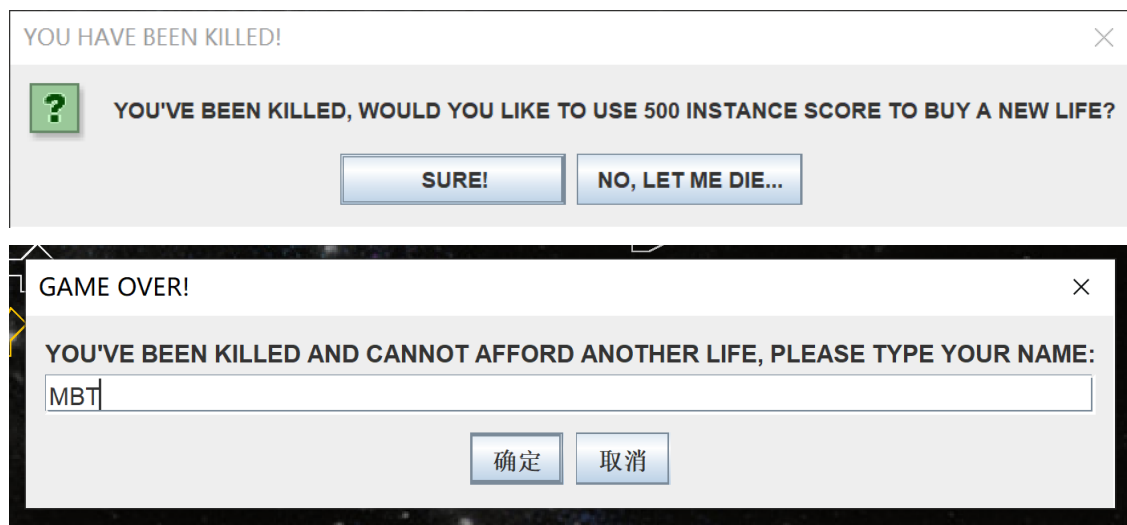 YOU HAVE BEEN KILLED!
?
YOU'VE BEEN KILLED, WOULD YOU LIKE TO USE 500 INSTANCE SCORE TO BUY A NEW LIFE?
SURE! NO, LET ME DIE...
GAME OVER!
YOU'VE BEEN KILLED AND CANNOT AFFORD ANOTHER LIFE, PLEASE TYPE YOUR NAME:
MBT
确定 取消